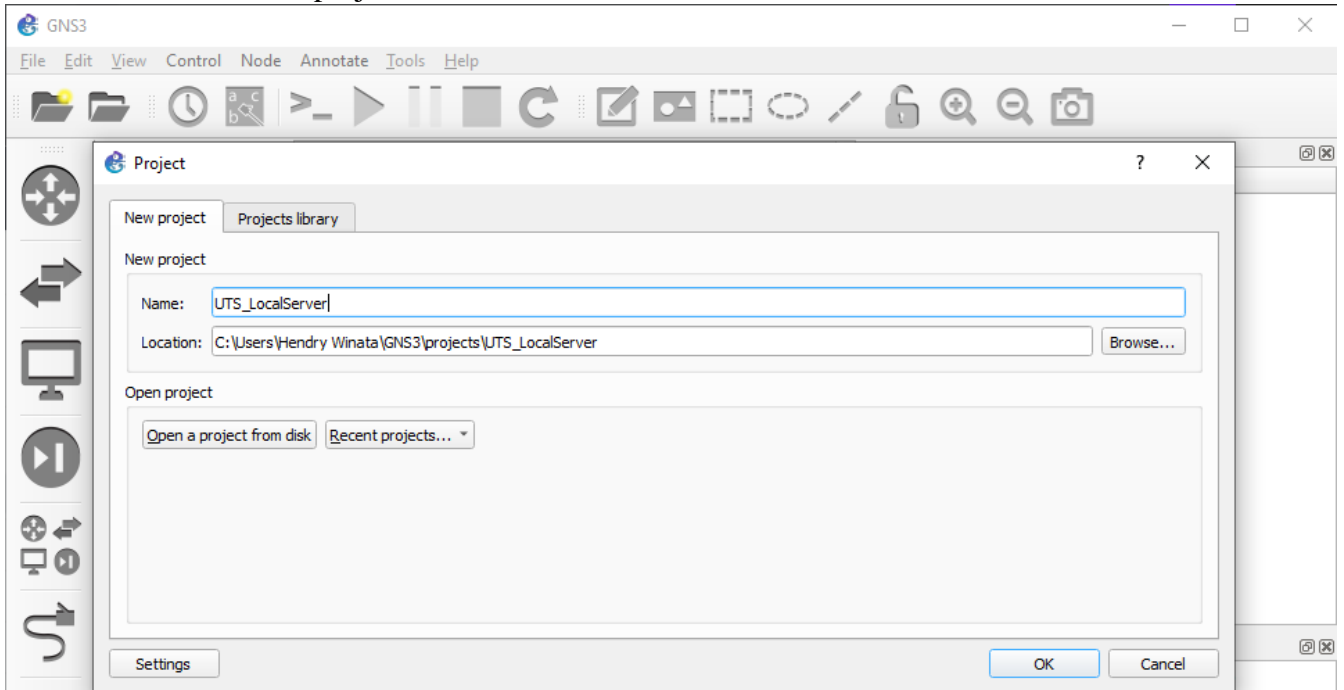 GNS3
File Edit View Control Node Annotate Tools Help
Project
New project Projects library
New project
Name: UTS_LocalServer
Location: C:\Users\Hendry Winata\GNS3\projects\UTS_LocalServer Browse...
Open project
Open a project from disk Recent projects...
Settings OK Cancel